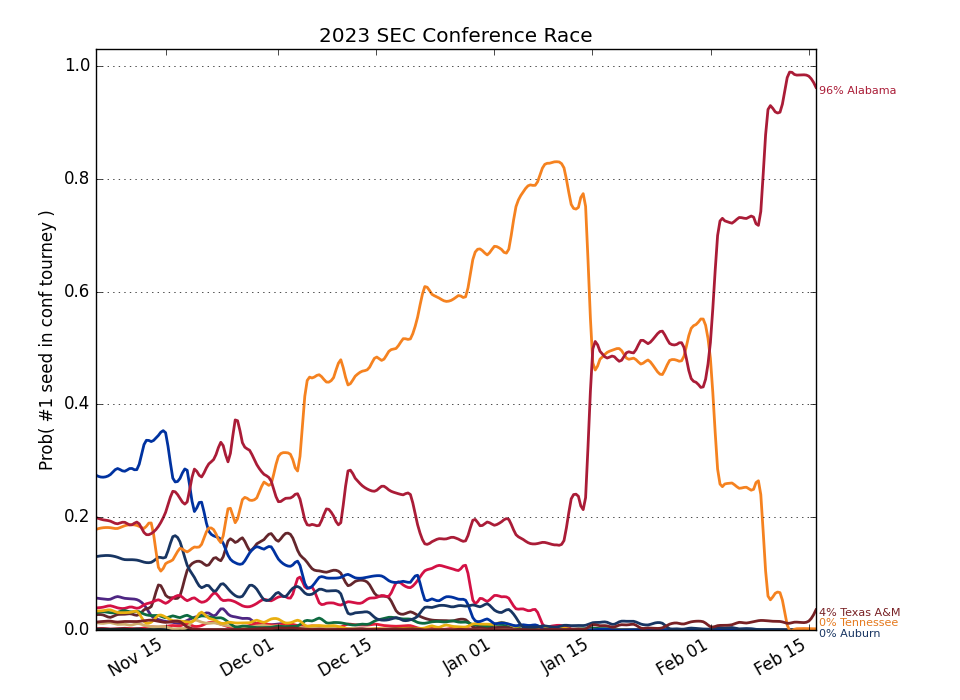 2023 SEC Conference Race
Prob( #1 seed in conf tourney )
1.0
0.8
0.6
0.4
0.2
0.0
96% Alabama
4% Texas A&M
0% Tennessee
0% Auburn
Nov 15
Dec 01
Dec 15
Jan 01
Jan 15
Feb 01
Feb 15